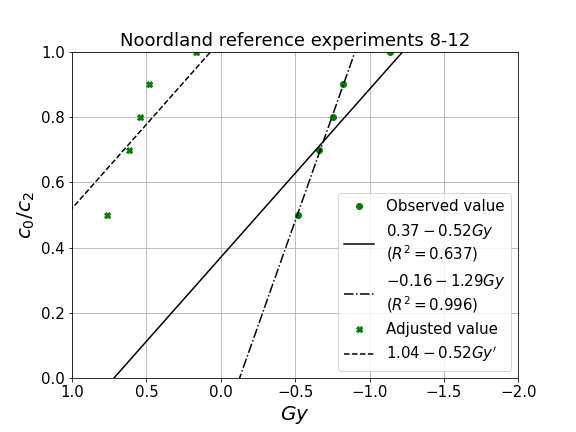 Noordland reference experiments 8-12
1.0
0.8
0.6
0.4
0.2
0.0
c₀/c₂
Observed value
0.37 − 0.52Gy
(R² = 0.637)
−0.16 − 1.29Gy
(R² = 0.996)
Adjusted value
1.04 − 0.52Gy′
1.0 0.5 0.0 −0.5 −1.0 −1.5 −2.0
Gy